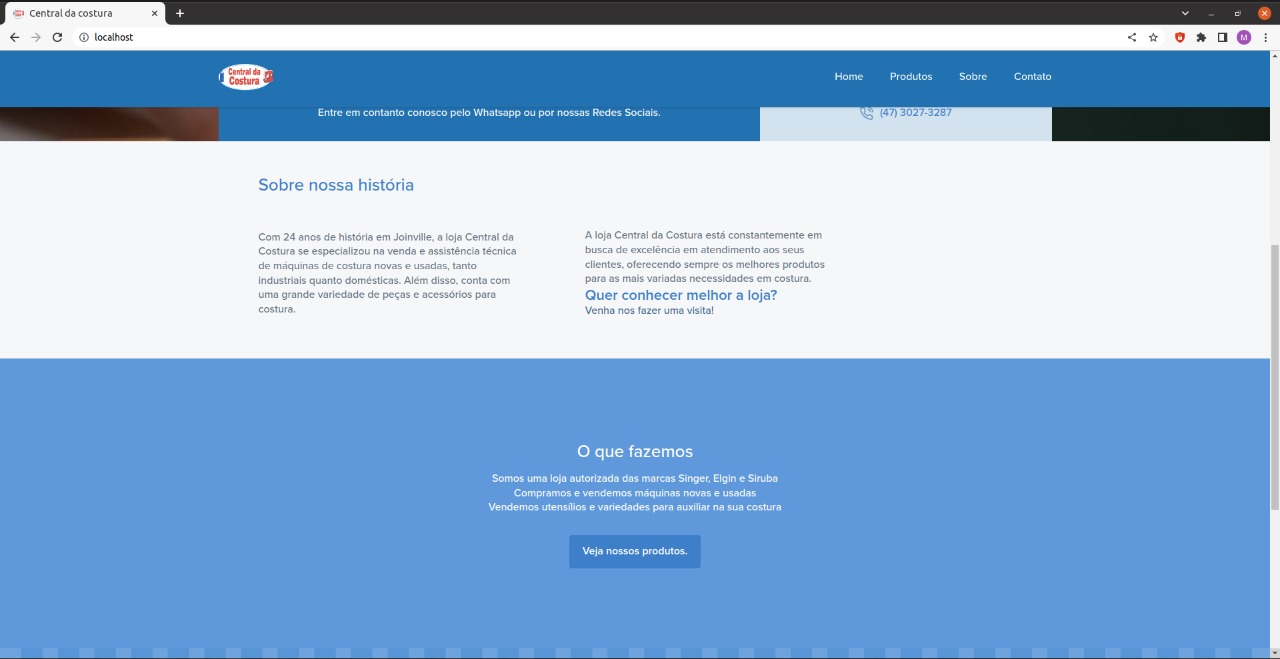 Central da costura
localhost
M
Central da
Costura
Home
Produtos
Sobre
Contato
Entre em contanto conosco pelo Whatsapp ou por nossas Redes Sociais.
(47) 3027-3287
Sobre nossa história
Com 24 anos de história em Joinville, a loja Central da
Costura se especializou na venda e assistência técnica
de máquinas de costura novas e usadas, tanto
industriais quanto domésticas. Além disso, conta com
uma grande variedade de peças e acessórios para
costura.
A loja Central da Costura está constantemente em
busca de excelência em atendimento aos seus
clientes, oferecendo sempre os melhores produtos
para as mais variadas necessidades em costura.
Quer conhecer melhor a loja?
Venha nos fazer uma visita!
O que fazemos
Somos uma loja autorizada das marcas Singer, Elgin e Siruba
Compramos e vendemos máquinas novas e usadas
Vendemos utensílios e variedades para auxiliar na sua costura
Veja nossos produtos.